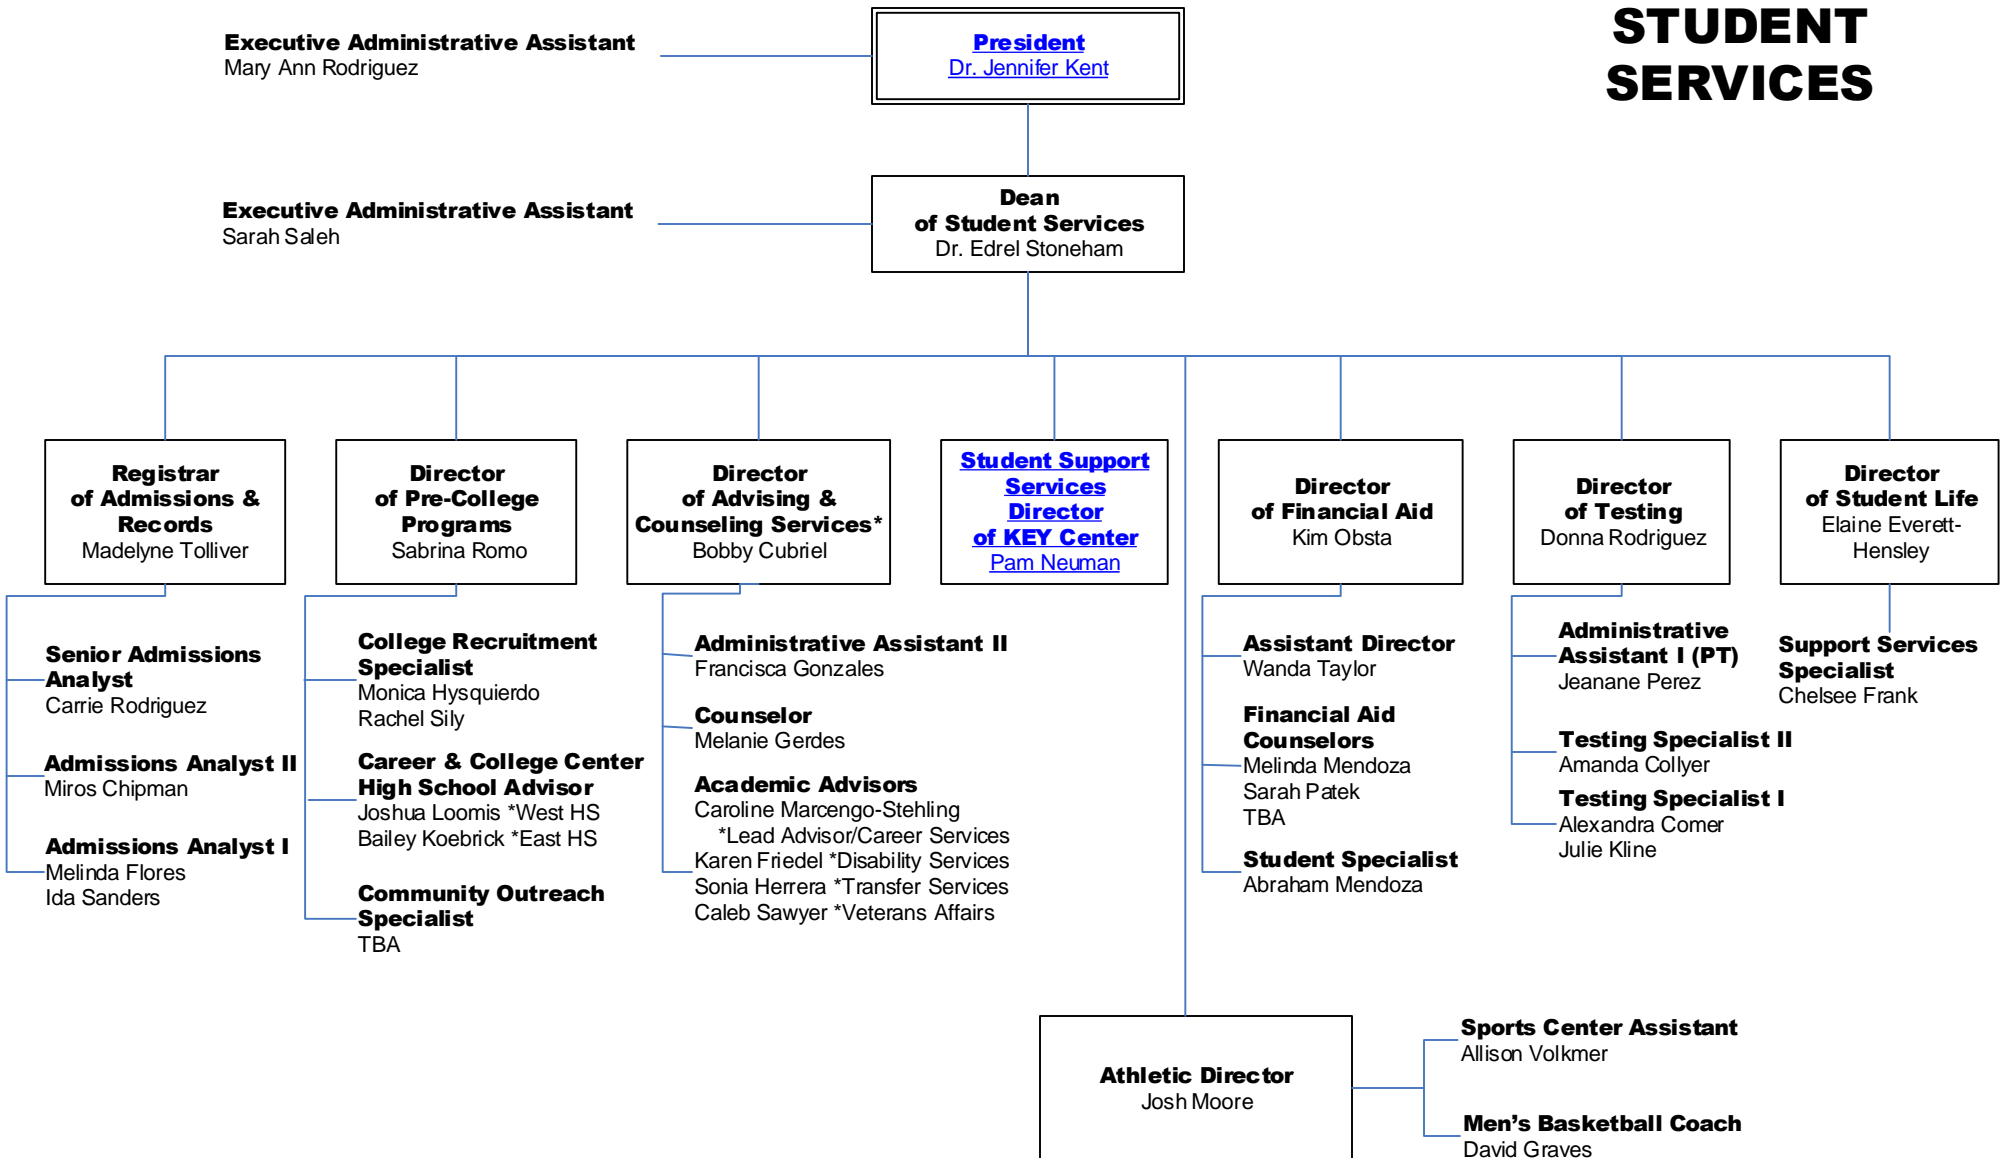 STUDENT
SERVICES
Executive Administrative Assistant
Mary Ann Rodriguez
President
Dr. Jennifer Kent
Executive Administrative Assistant
Sarah Saleh
Dean
of Student Services
Dr. Edrel Stoneham
Registrar
of Admissions &
Records
Madelyne Tolliver
Senior Admissions
Analyst
Carrie Rodriguez
Admissions Analyst II
Miros Chipman
Admissions Analyst I
Melinda Flores
Ida Sanders
Director
of Pre-College
Programs
Sabrina Romo
College Recruitment
Specialist
Monica Hysquierdo
Rachel Sily
Career & College Center
High School Advisor
Joshua Loomis *West HS
Bailey Koebrick *East HS
Community Outreach
Specialist
TBA
Director
of Advising &
Counseling Services*
Bobby Cubriel
Administrative Assistant II
Francisca Gonzales
Counselor
Melanie Gerdes
Academic Advisors
Caroline Marcengo-Stehling
*Lead Advisor/Career Services
Karen Friedel *Disability Services
Sonia Herrera *Transfer Services
Caleb Sawyer *Veterans Affairs
Student Support
Services
Director
of KEY Center
Pam Neuman
Director
of Financial Aid
Kim Obsta
Assistant Director
Wanda Taylor
Financial Aid
Counselors
Melinda Mendoza
Sarah Patek
TBA
Student Specialist
Abraham Mendoza
Director
of Testing
Donna Rodriguez
Administrative
Assistant I (PT)
Jeanane Perez
Testing Specialist II
Amanda Collyer
Testing Specialist I
Alexandra Comer
Julie Kline
Director
of Student Life
Elaine Everett-
Hensley
Support Services
Specialist
Chelsee Frank
Athletic Director
Josh Moore
Sports Center Assistant
Allison Volkmer
Men's Basketball Coach
David Graves